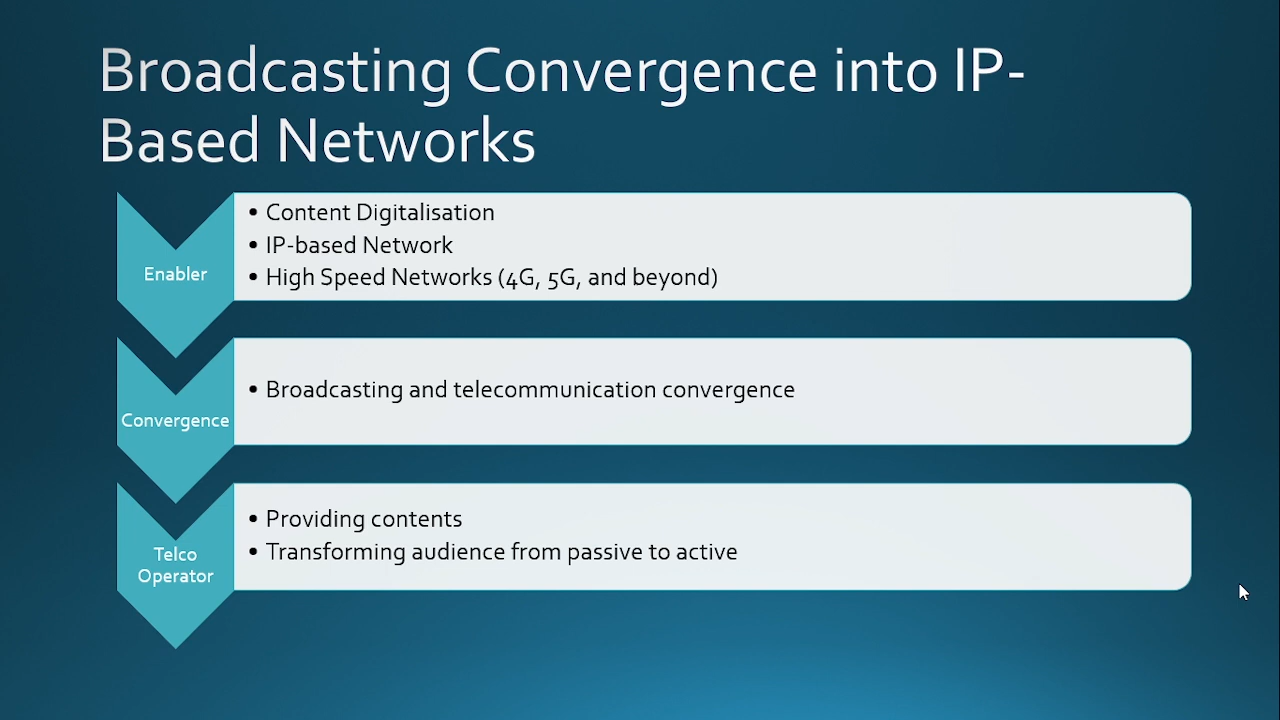 Broadcasting Convergence into IP-
Based Networks
Enabler
• Content Digitalisation
• IP-based Network
• High Speed Networks (4G, 5G, and beyond)
Convergence
• Broadcasting and telecommunication convergence
Telco
Operator
• Providing contents
• Transforming audience from passive to active